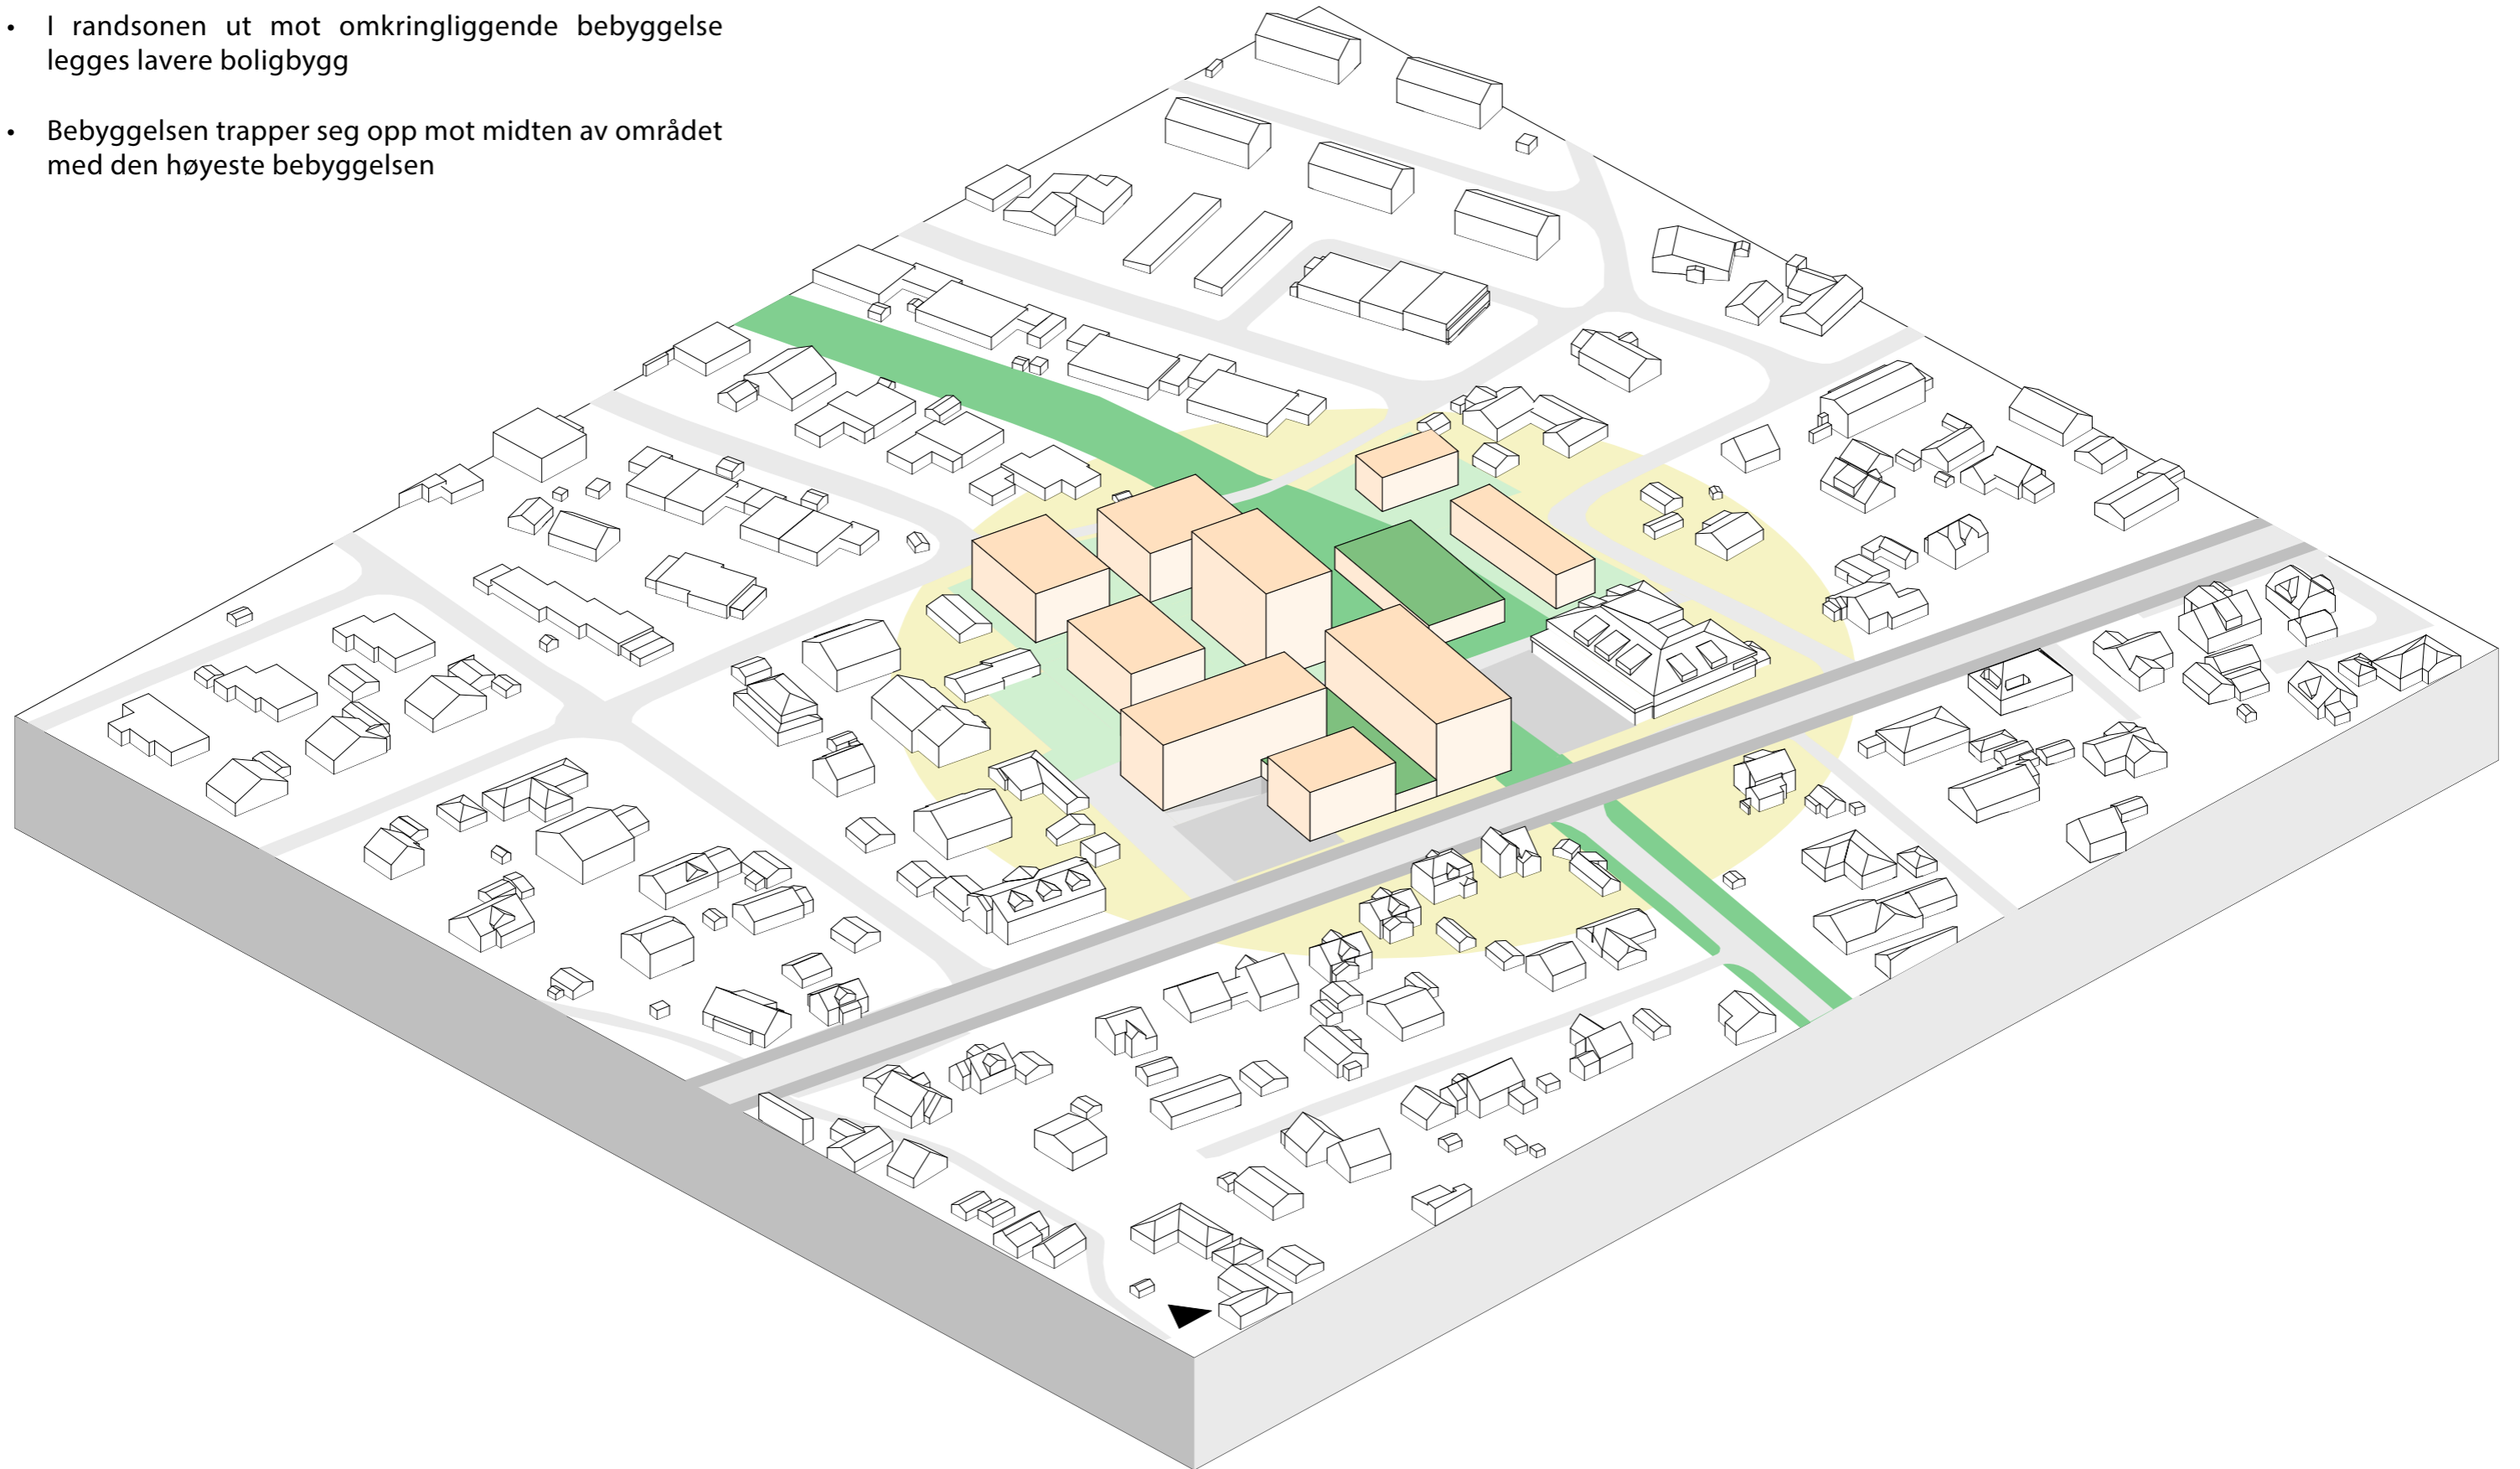 • I randsonen ut mot omkringliggende bebyggelse
legges lavere boligbygg
• Bebyggelsen trapper seg opp mot midten av området
med den høyeste bebyggelsen